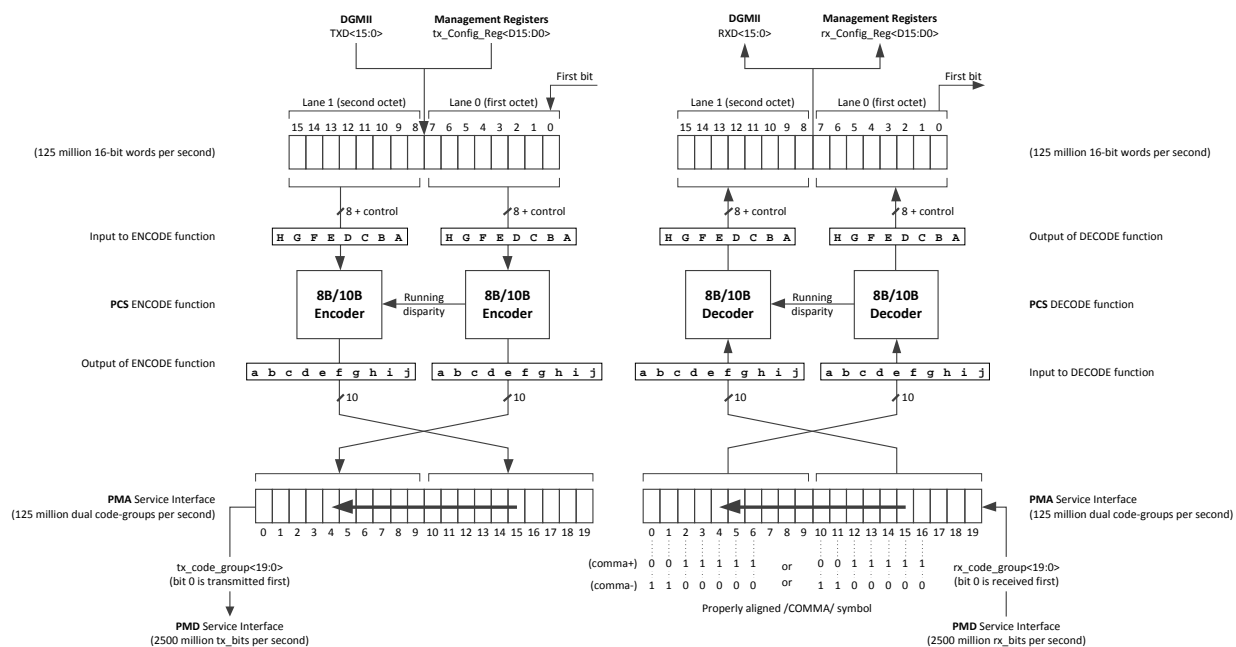 DGMII Management Registers DGMII Management Registers
TXD<15:0> tx_Config_Reg<D15:D0> RXD<15:0> rx_Config_Reg<D15:D0>
First bit First bit
Lane 1 (second octet) Lane 0 (first octet) Lane 1 (second octet) Lane 0 (first octet)
15 14 13 12 11 10 9 8 7 6 5 4 3 2 1 0 15 14 13 12 11 10 9 8 7 6 5 4 3 2 1 0
(125 million 16-bit words per second) (125 million 16-bit words per second)
8 + control 8 + control 8 + control 8 + control
Input to ENCODE function H G F E D C B A H G F E D C B A H G F E D C B A H G F E D C B A Output of DECODE function
8B/10B 8B/10B 8B/10B 8B/10B
PCS ENCODE function Running Running PCS DECODE function
Encoder disparity Encoder Decoder disparity Decoder
Output of ENCODE function a b c d e f g h i j a b c d e f g h i j a b c d e f g h i j a b c d e f g h i j Input to DECODE function
10 10 10 10
PMA Service Interface PMA Service Interface
(125 million dual code-groups per second) (125 million dual code-groups per second)
0 1 2 3 4 5 6 7 8 9 10 11 12 13 14 15 16 17 18 19 0 1 2 3 4 5 6 7 8 9 10 11 12 13 14 15 16 17 18 19
tx_code_group<19:0> (comma+) 0 0 1 1 1 1 1 or 0 0 1 1 1 1 1 rx_code_group<19:0>
(bit 0 is transmitted first) (comma-) 1 1 0 0 0 0 0 or 1 1 0 0 0 0 0 (bit 0 is received first)
Properly aligned /COMMA/ symbol
PMD Service Interface PMD Service Interface
(2500 million tx_bits per second) (2500 million rx_bits per second)